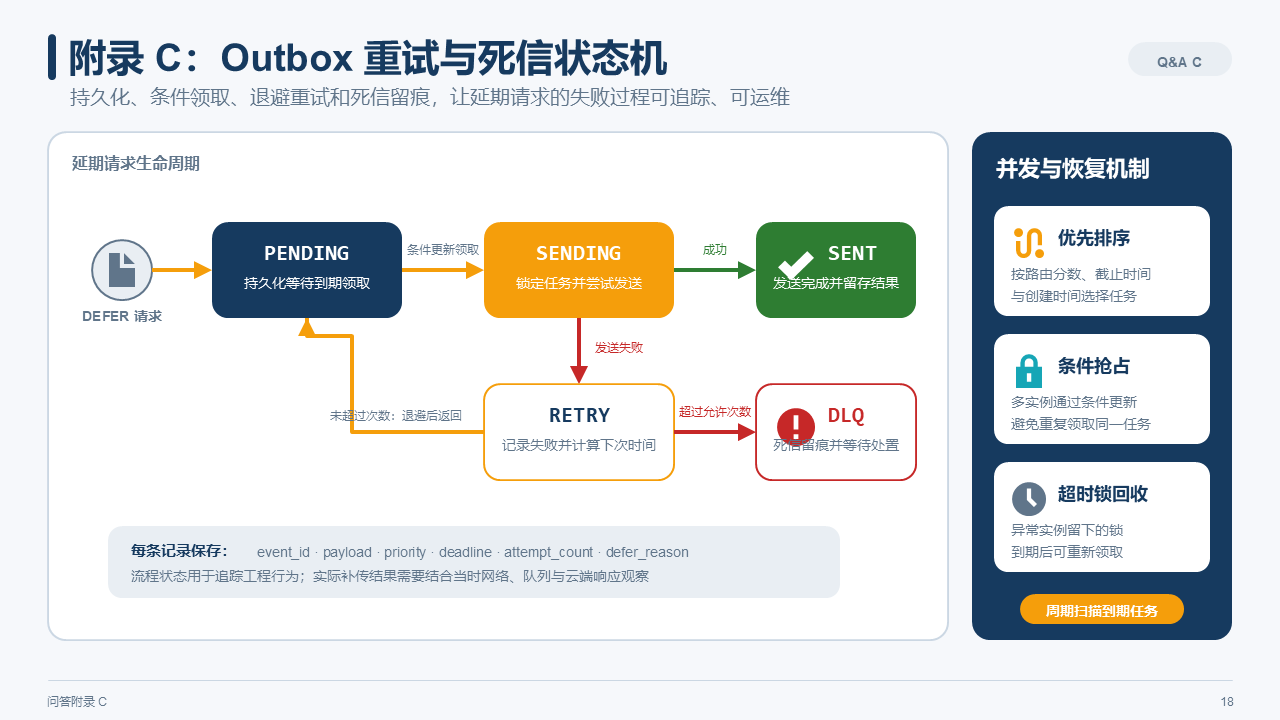 附录 C：Outbox 重试与死信状态机
Q&A C
持久化、条件领取、退避重试和死信留痕，让延期请求的失败过程可追踪、可运维
延期请求生命周期
DEFER 请求
PENDING
持久化等待到期领取
条件更新领取
SENDING
锁定任务并尝试发送
成功
SENT
发送完成并留存结果
发送失败
未超过次数：退避后返回
RETRY
记录失败并计算下次时间
超过允许次数
DLQ
死信留痕并等待处置
每条记录保存： event_id · payload · priority · deadline · attempt_count · defer_reason
流程状态用于追踪工程行为；实际补传结果需要结合当时网络、队列与云端响应观察
并发与恢复机制
优先排序
按路由分数、截止时间
与创建时间选择任务
条件抢占
多实例通过条件更新
避免重复领取同一任务
超时锁回收
异常实例留下的锁
到期后可重新领取
周期扫描到期任务
问答附录 C
18